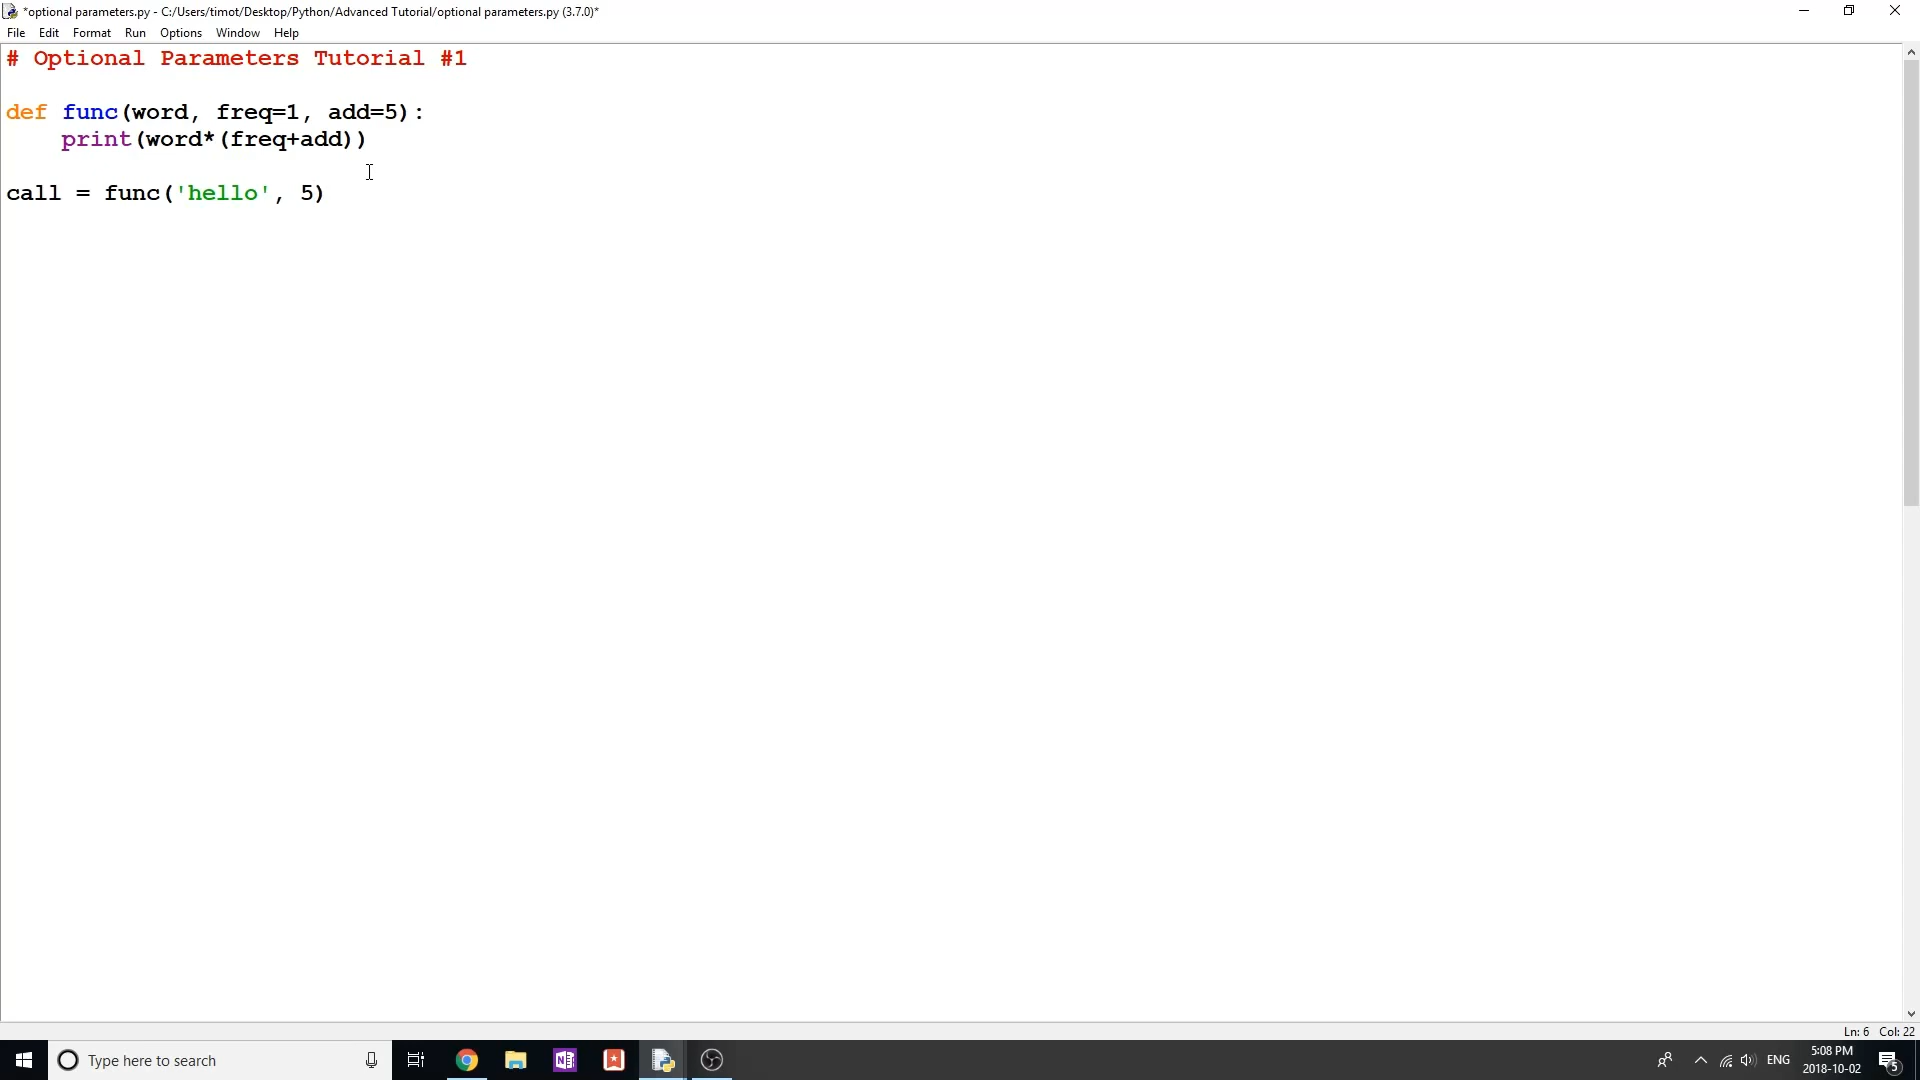 *optional parameters.py - C:/Users/timot/Desktop/Python/Advanced Tutorial/optional parameters.py (3.7.0)*
File Edit Format Run Options Window Help
# Optional Parameters Tutorial #1
def func(word, freq=1, add=5):
    print(word*(freq+add))
call = func('hello', 5)
Ln: 6 Col: 22
Type here to search
ENG
5:08 PM
2018-10-02
5